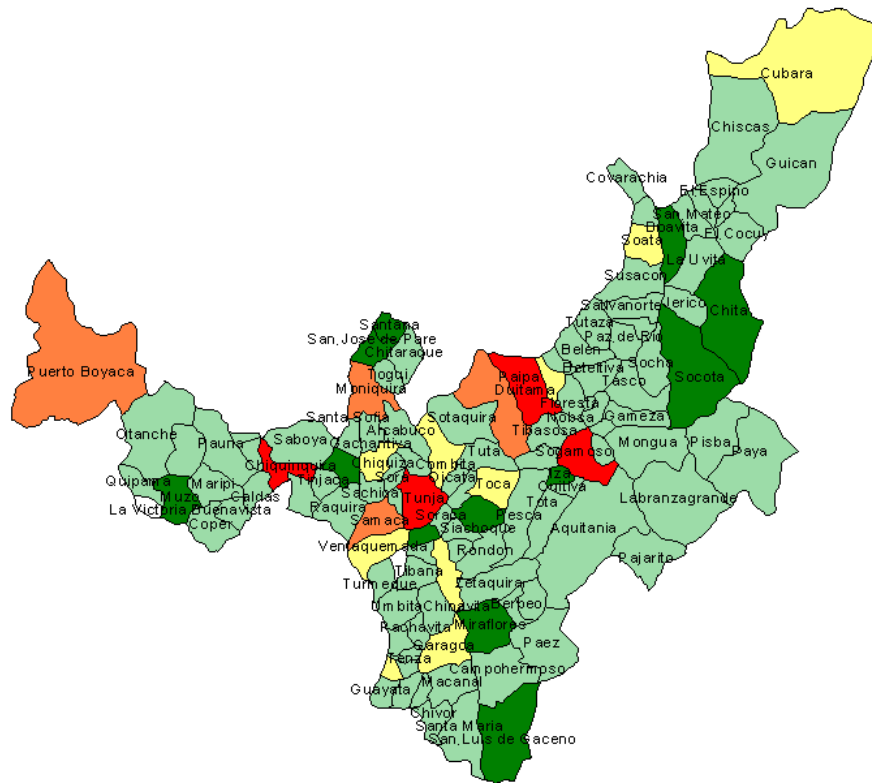 Cubara
Chiscas
Guican
Covarachia
El Espino
San Mateo
Boavita
El Cocuy
Soata
La Uvita
Susacon
Sativanorte
Jerico
Chita
Tutaza
Paz de Rio
Belen
Socha
Socota
Beteitiva
Tasco
Santana
San Jose de Pare
Chitaraque
Puerto Boyaca
Togui
Moniquira
Paipa
Duitama
Floresta
Nobsa
Gameza
Santa Sofia
Sotaquira
Arcabuco
Tibasosa
Mongua
Pisba
Paya
Otanche
Pauna
Saboya
Gachantiva
Tuta
Sogamoso
Chiquinquira
Chiquiza
Combita
Oicata
Iza
Quipama
Maripi
Tinjaca
Sora
Toca
Cuitiva
Muzo
Caldas
Sachica
Tunja
Tota
Labranzagrande
La Victoria
Buenavista
Raquira
Soraca
Pesca
Coper
Samaca
Siachoque
Aquitania
Ventaquemada
Rondon
Pajarito
Tibana
Turmeque
Zetaquira
Umbita
Chinavita
Berbeo
Pachavita
Miraflores
Garagoa
Paez
Tenza
Campohermoso
Macanal
Guayata
Chivor
Santa Maria
San Luis de Gaceno